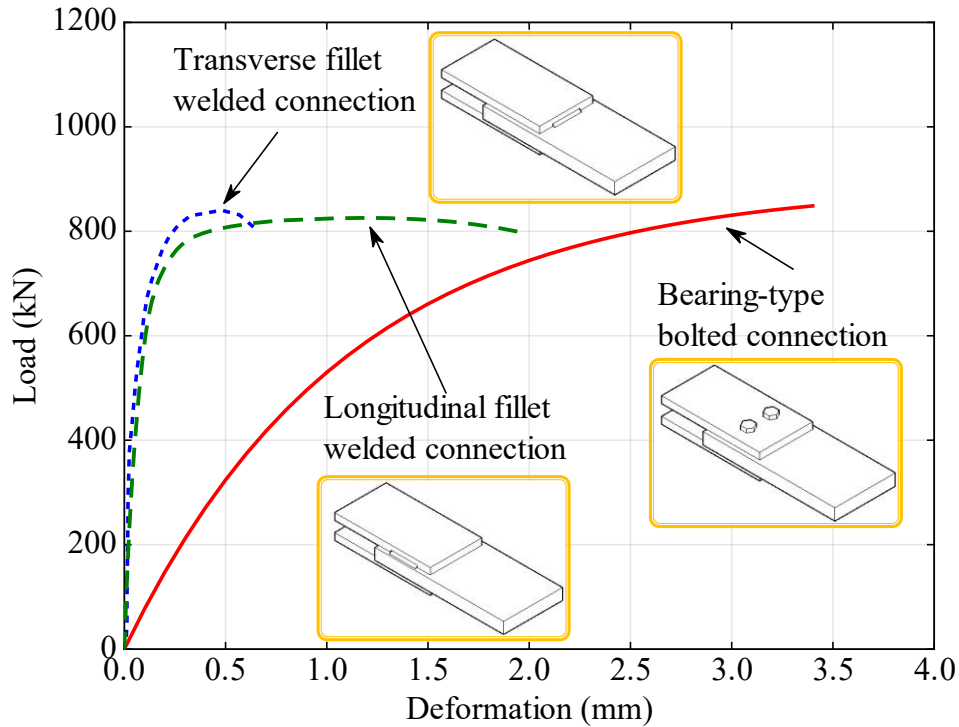 1200
1000
800
600
400
200
0
Load (kN)
Transverse fillet
welded connection
Bearing-type
bolted connection
Longitudinal fillet
welded connection
0.0 0.5 1.0 1.5 2.0 2.5 3.0 3.5 4.0
Deformation (mm)